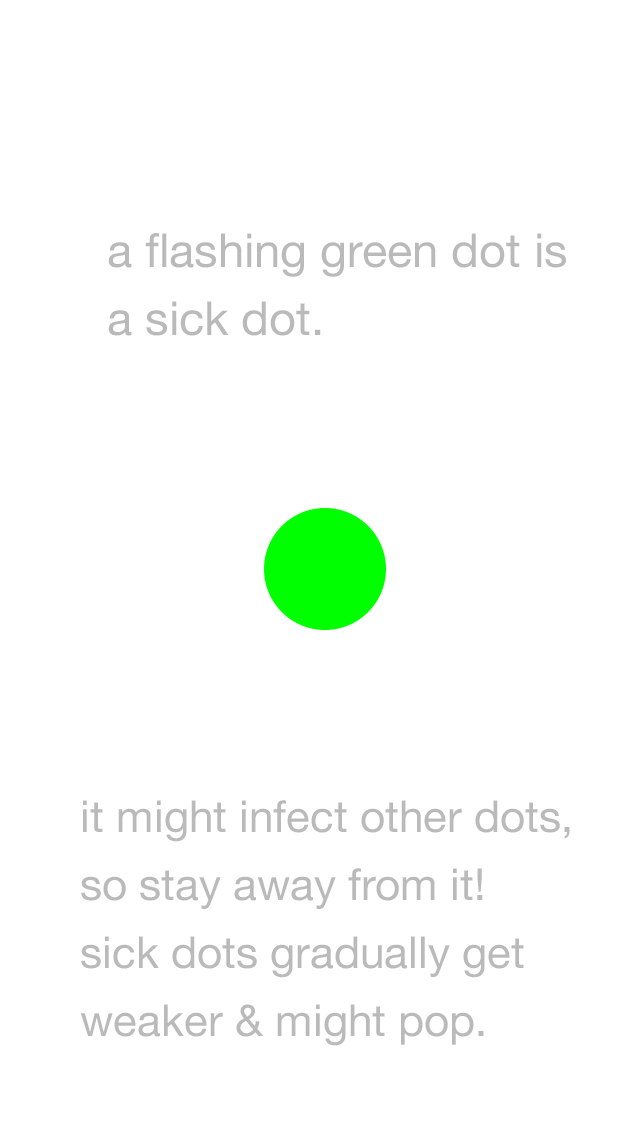 a flashing green dot is
a sick dot.
it might infect other dots,
so stay away from it!
sick dots gradually get
weaker & might pop.